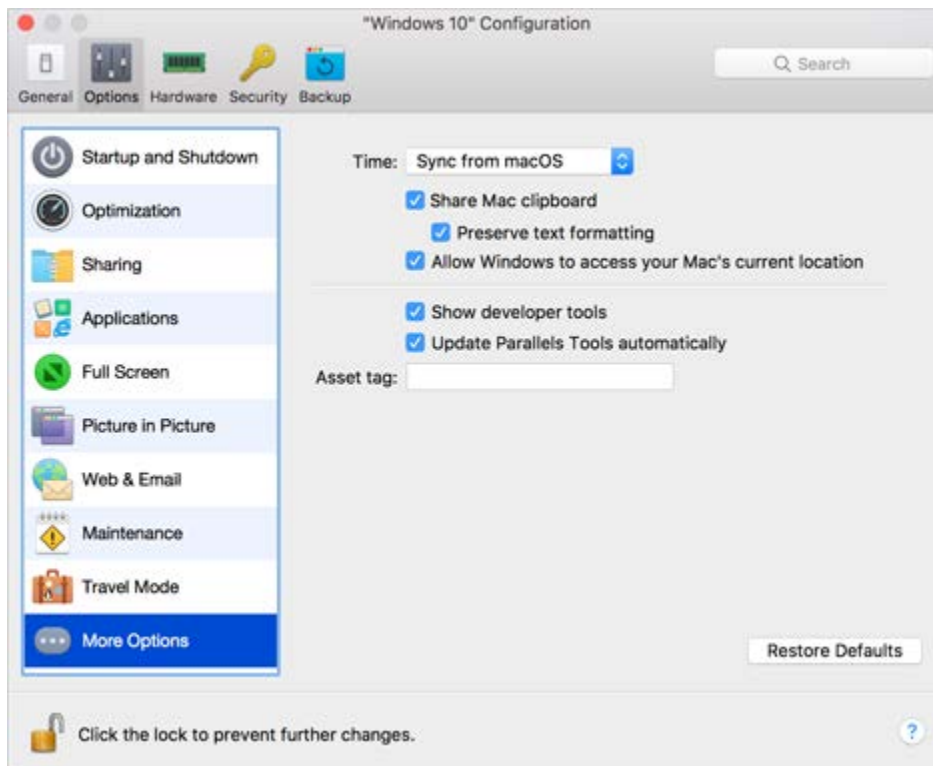 "Windows 10" Configuration
General Options Hardware Security Backup
Search
Startup and Shutdown
Optimization
Sharing
Applications
Full Screen
Picture in Picture
Web & Email
Maintenance
Travel Mode
More Options
Time: Sync from macOS
Share Mac clipboard
Preserve text formatting
Allow Windows to access your Mac's current location
Show developer tools
Update Parallels Tools automatically
Asset tag:
Restore Defaults
Click the lock to prevent further changes.
?